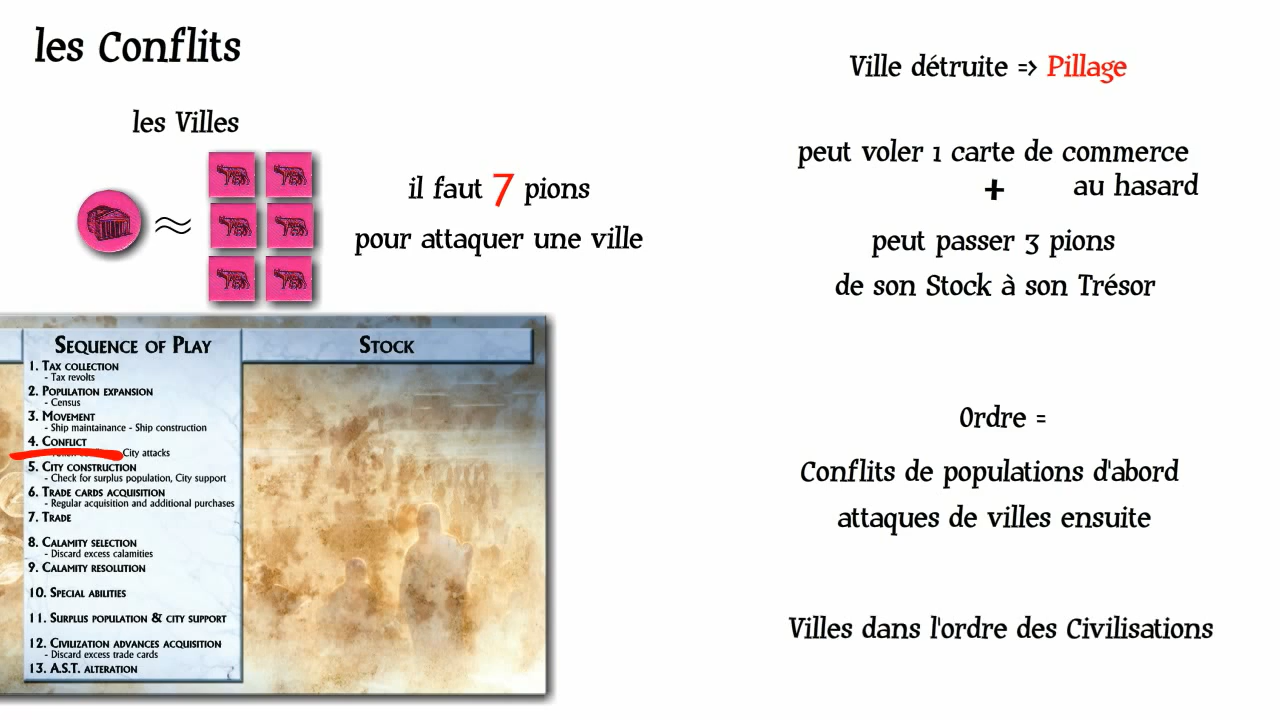 les Conflits
les Villes
≈
il faut 7 pions
pour attaquer une ville
Ville détruite => Pillage
peut voler 1 carte de commerce
au hasard
+
peut passer 3 pions
de son Stock à son Trésor
Ordre =
Conflits de populations d'abord
attaques de villes ensuite
Villes dans l'ordre des Civilisations
SEQUENCE OF PLAY
1. TAX COLLECTION
- Tax revolts
2. POPULATION EXPANSION
- Census
3. MOVEMENT
- Ship maintainance - Ship construction
4. CONFLICT
City attacks
5. CITY CONSTRUCTION
- Check for surplus population, City support
6. TRADE CARDS ACQUISITION
- Regular acquisition and additional purchases
7. TRADE
8. CALAMITY SELECTION
- Discard excess calamities
9. CALAMITY RESOLUTION
10. SPECIAL ABILITIES
11. SURPLUS POPULATION & CITY SUPPORT
12. CIVILIZATION ADVANCES ACQUISITION
- Discard excess trade cards
13. A.S.T. ALTERATION
STOCK